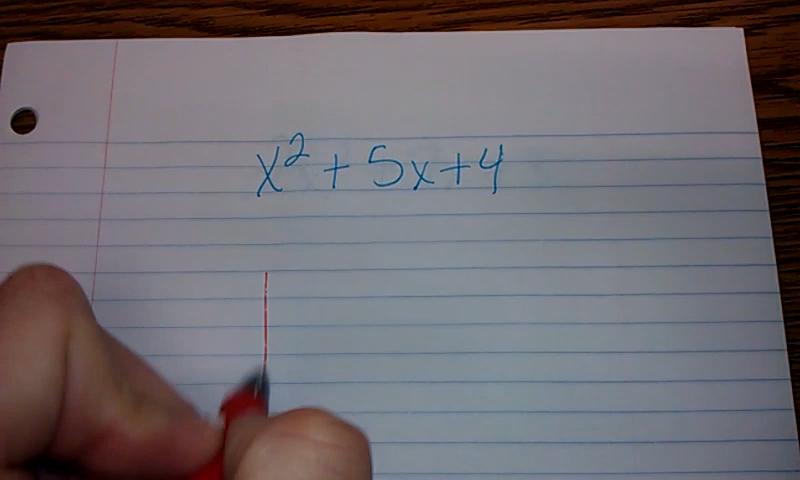 x² + 5x + 4